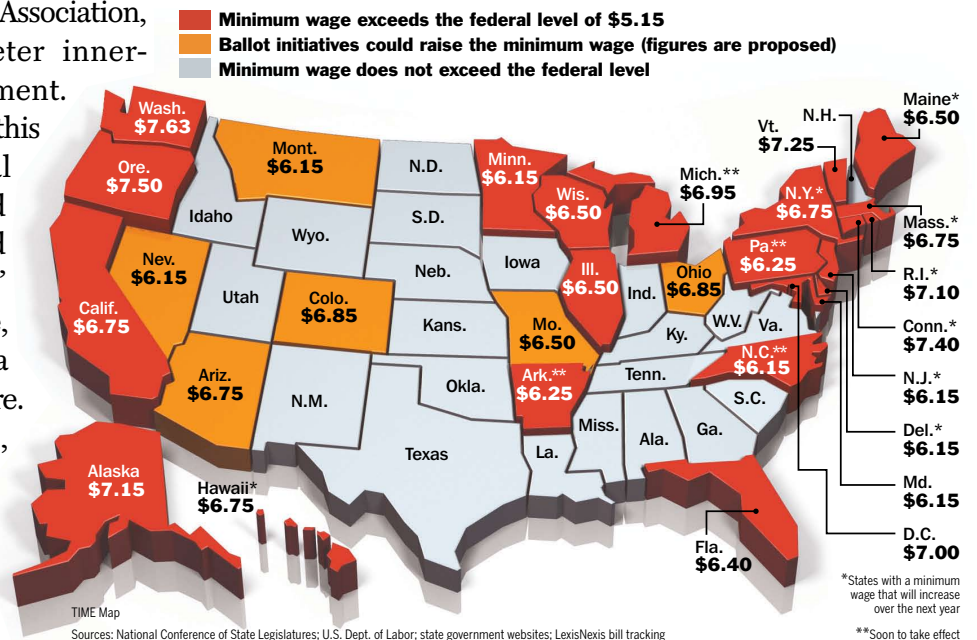 Association,
eter inner-
ment.
this
al
d
d
’
e,
a
re.
,
Minimum wage exceeds the federal level of $5.15
Ballot initiatives could raise the minimum wage (figures are proposed)
Minimum wage does not exceed the federal level
Wash.
$7.63
Ore.
$7.50
Calif.
$6.75
Nev.
$6.15
Idaho
Mont.
$6.15
Wyo.
Utah
Colo.
$6.85
Ariz.
$6.75
N.M.
N.D.
S.D.
Neb.
Kans.
Okla.
Texas
Minn.
$6.15
Iowa
Mo.
$6.50
Ark.**
$6.25
La.
Wis.
$6.50
Ill.
$6.50
Mich.**
$6.95
Ind.
Ohio
$6.85
Ky.
Tenn.
Miss.
Ala.
Ga.
S.C.
N.C.**
$6.15
W.V.
Va.
Pa.**
$6.25
N.Y.*
$6.75
Vt.
$7.25
N.H.
Maine*
$6.50
Mass.*
$6.75
R.I.*
$7.10
Conn.*
$7.40
N.J.*
$6.15
Del.*
$6.15
Md.
$6.15
D.C.
$7.00
Fla.
$6.40
Alaska
$7.15
Hawaii*
$6.75
*States with a minimum
wage that will increase
over the next year
**Soon to take effect
TIME Map
Sources: National Conference of State Legislatures; U.S. Dept. of Labor; state government websites; LexisNexis bill tracking